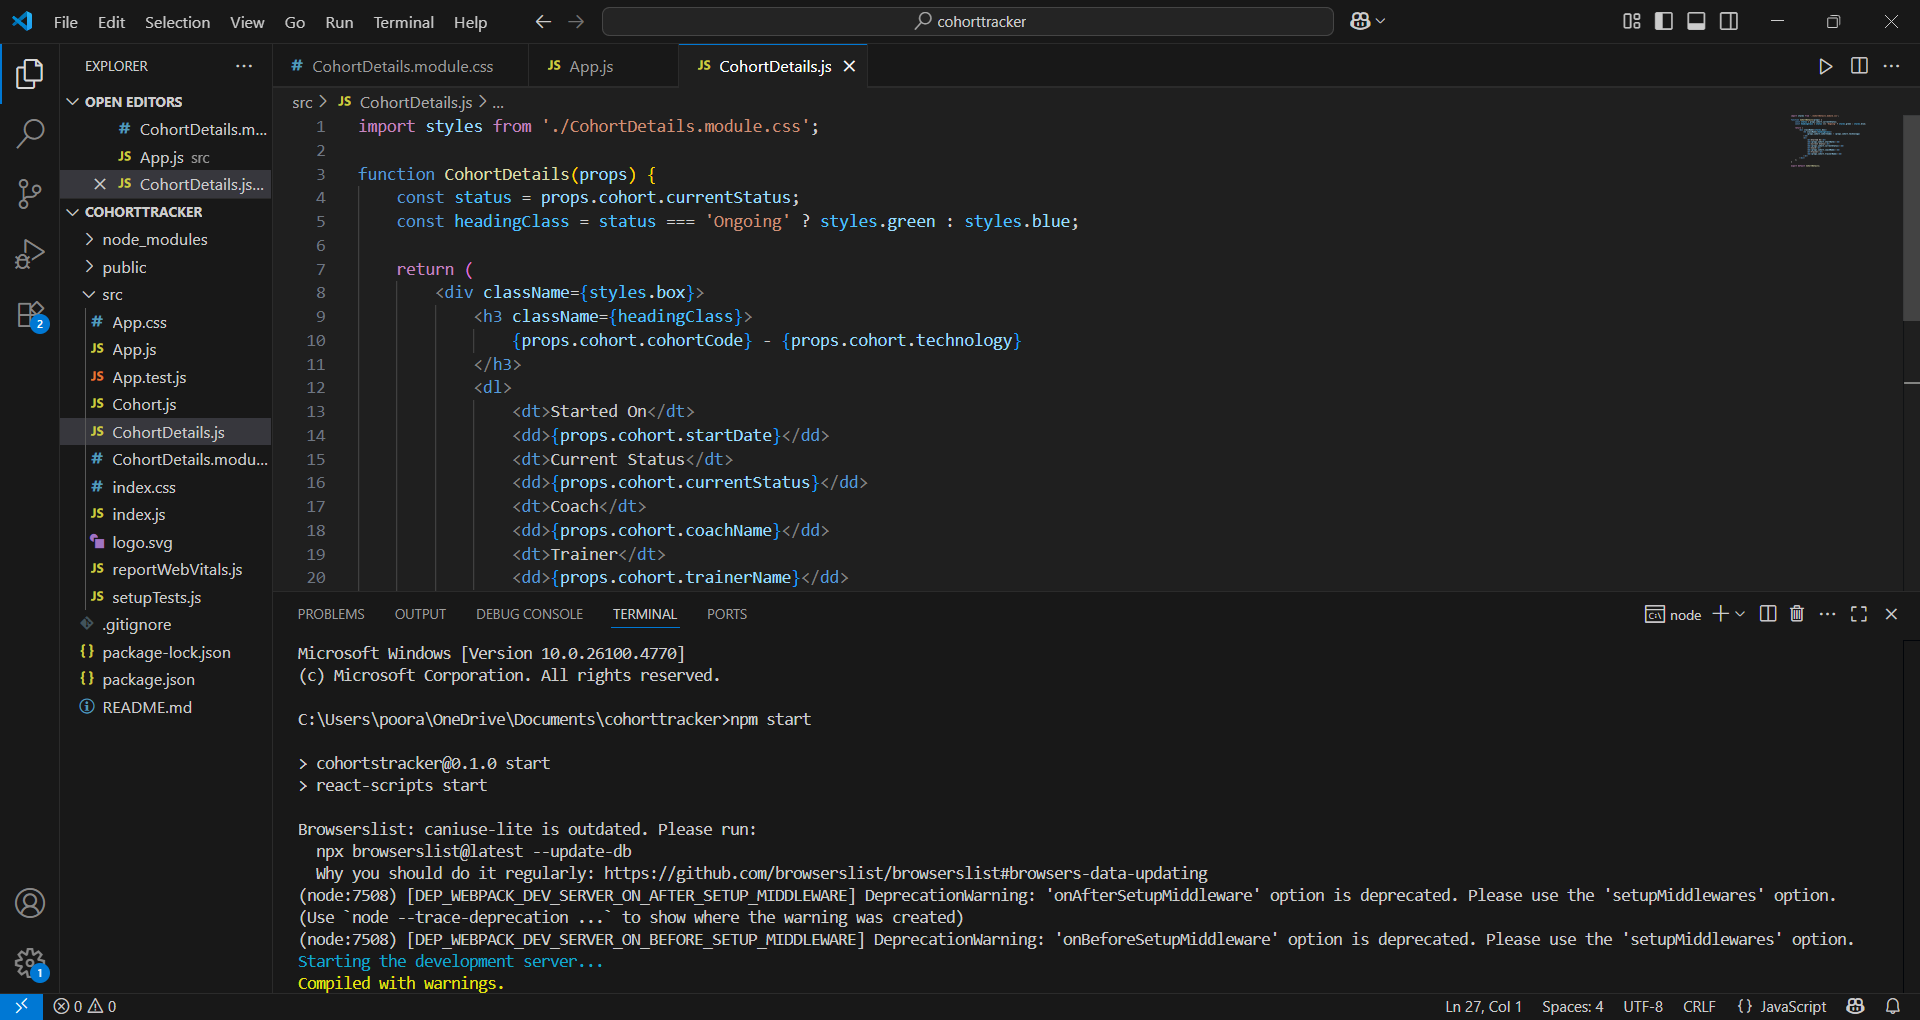 File Edit Selection View Go Run Terminal Help
cohorttracker
EXPLORER
OPEN EDITORS
# CohortDetails.m...
JS App.js src
JS CohortDetails.js...
COHORTTRACKER
node_modules
public
src
# App.css
JS App.js
JS App.test.js
JS Cohort.js
JS CohortDetails.js
# CohortDetails.modu...
# index.css
JS index.js
logo.svg
JS reportWebVitals.js
JS setupTests.js
.gitignore
{} package-lock.json
{} package.json
README.md
2
1
# CohortDetails.module.css
JS App.js
JS CohortDetails.js
src > JS CohortDetails.js > ...
1 import styles from './CohortDetails.module.css';
2
3 function CohortDetails(props) {
4 const status = props.cohort.currentStatus;
5 const headingClass = status === 'Ongoing' ? styles.green : styles.blue;
6
7 return (
8 <div className={styles.box}>
9 <h3 className={headingClass}>
10 {props.cohort.cohortCode} - {props.cohort.technology}
11 </h3>
12 <dl>
13 <dt>Started On</dt>
14 <dd>{props.cohort.startDate}</dd>
15 <dt>Current Status</dt>
16 <dd>{props.cohort.currentStatus}</dd>
17 <dt>Coach</dt>
18 <dd>{props.cohort.coachName}</dd>
19 <dt>Trainer</dt>
20 <dd>{props.cohort.trainerName}</dd>
PROBLEMS OUTPUT DEBUG CONSOLE TERMINAL PORTS
node
Microsoft Windows [Version 10.0.26100.4770]
(c) Microsoft Corporation. All rights reserved.
C:\Users\poora\OneDrive\Documents\cohorttracker>npm start
> cohortstracker@0.1.0 start
> react-scripts start
Browserslist: caniuse-lite is outdated. Please run:
npx browserslist@latest --update-db
Why you should do it regularly: https://github.com/browserslist/browserslist#browsers-data-updating
(node:7508) [DEP_WEBPACK_DEV_SERVER_ON_AFTER_SETUP_MIDDLEWARE] DeprecationWarning: 'onAfterSetupMiddleware' option is deprecated. Please use the 'setupMiddlewares' option.
(Use `node --trace-deprecation ...` to show where the warning was created)
(node:7508) [DEP_WEBPACK_DEV_SERVER_ON_BEFORE_SETUP_MIDDLEWARE] DeprecationWarning: 'onBeforeSetupMiddleware' option is deprecated. Please use the 'setupMiddlewares' option.
Starting the development server...
Compiled with warnings.
0 0
Ln 27, Col 1 Spaces: 4 UTF-8 CRLF {} JavaScript